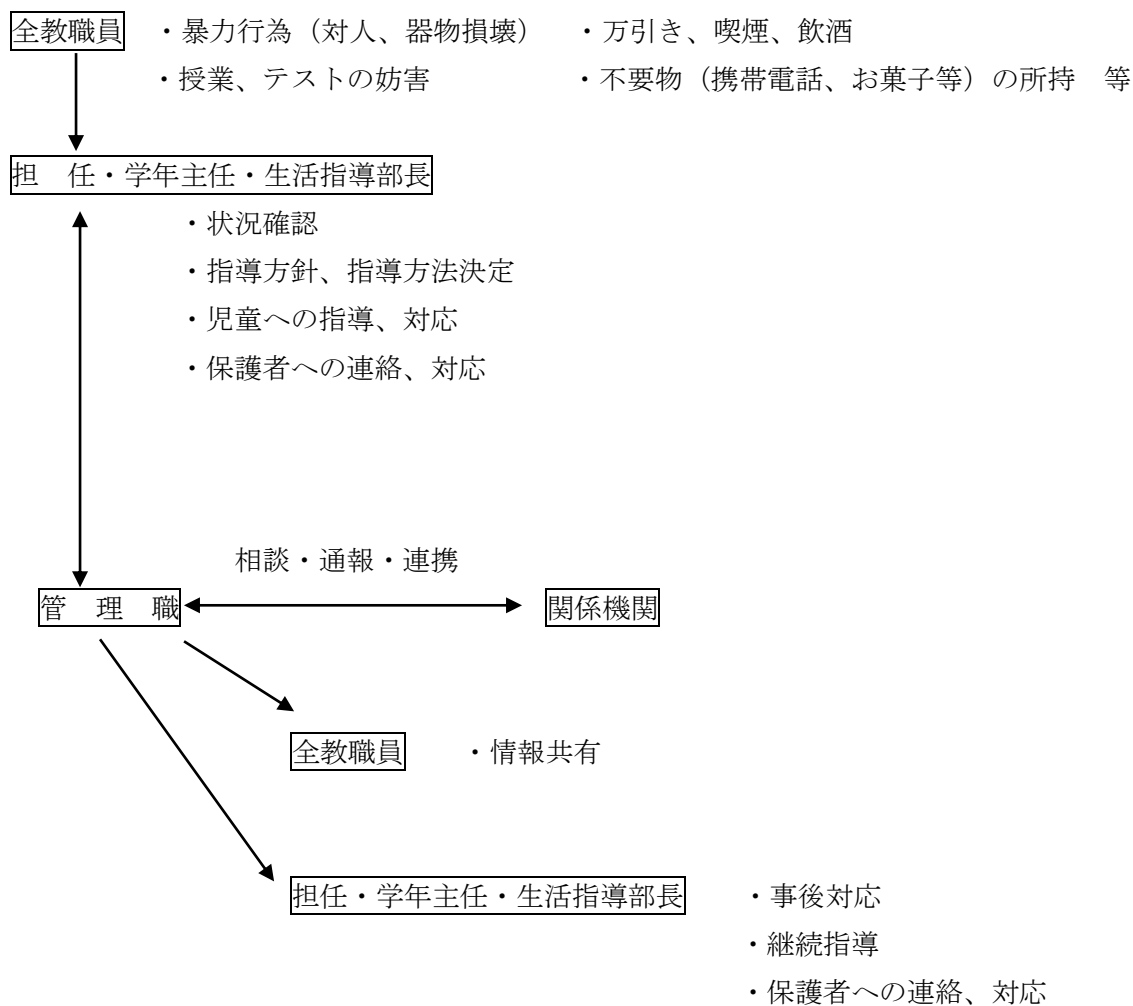 全教職員　・暴力行為（対人、器物損壊）　・万引き、喫煙、飲酒
・授業、テストの妨害　・不要物（携帯電話、お菓子等）の所持　等
担　任・学年主任・生活指導部長
・状況確認
・指導方針、指導方法決定
・児童への指導、対応
・保護者への連絡、対応
相談・通報・連携
管　理　職　関係機関
全教職員　・情報共有
担任・学年主任・生活指導部長　・事後対応
・継続指導
・保護者への連絡、対応